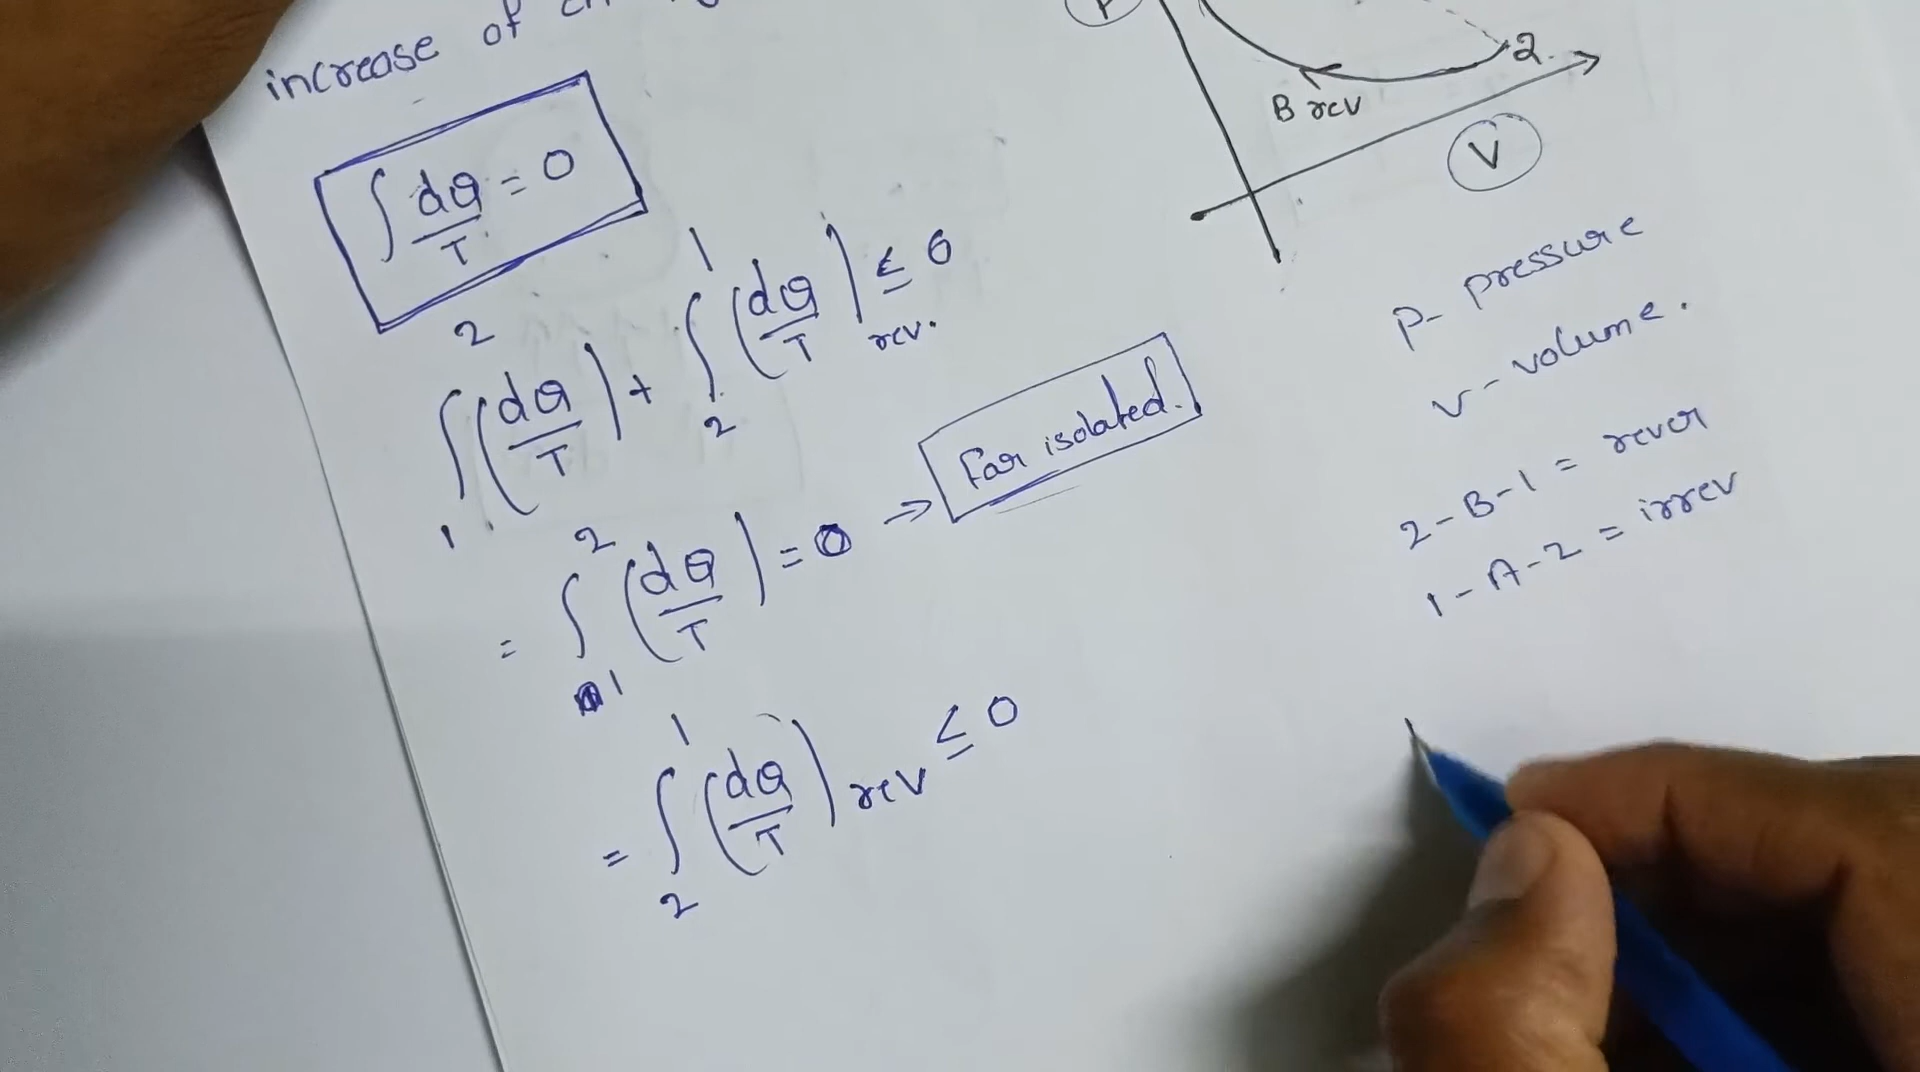 increase of
∫ dQ/T = 0
∫₁² (dQ/T) + ∫₂¹ (dQ/T) rev. ≤ 0
= ∫₁² (dQ/T) = 0 ⇒ For isolated.
= ∫₂¹ (dQ/T) rev ≤ 0
P
2.
B rev
V
P- pressure
V - volume.
2-B-1 = rever
1-A-2 = irrev